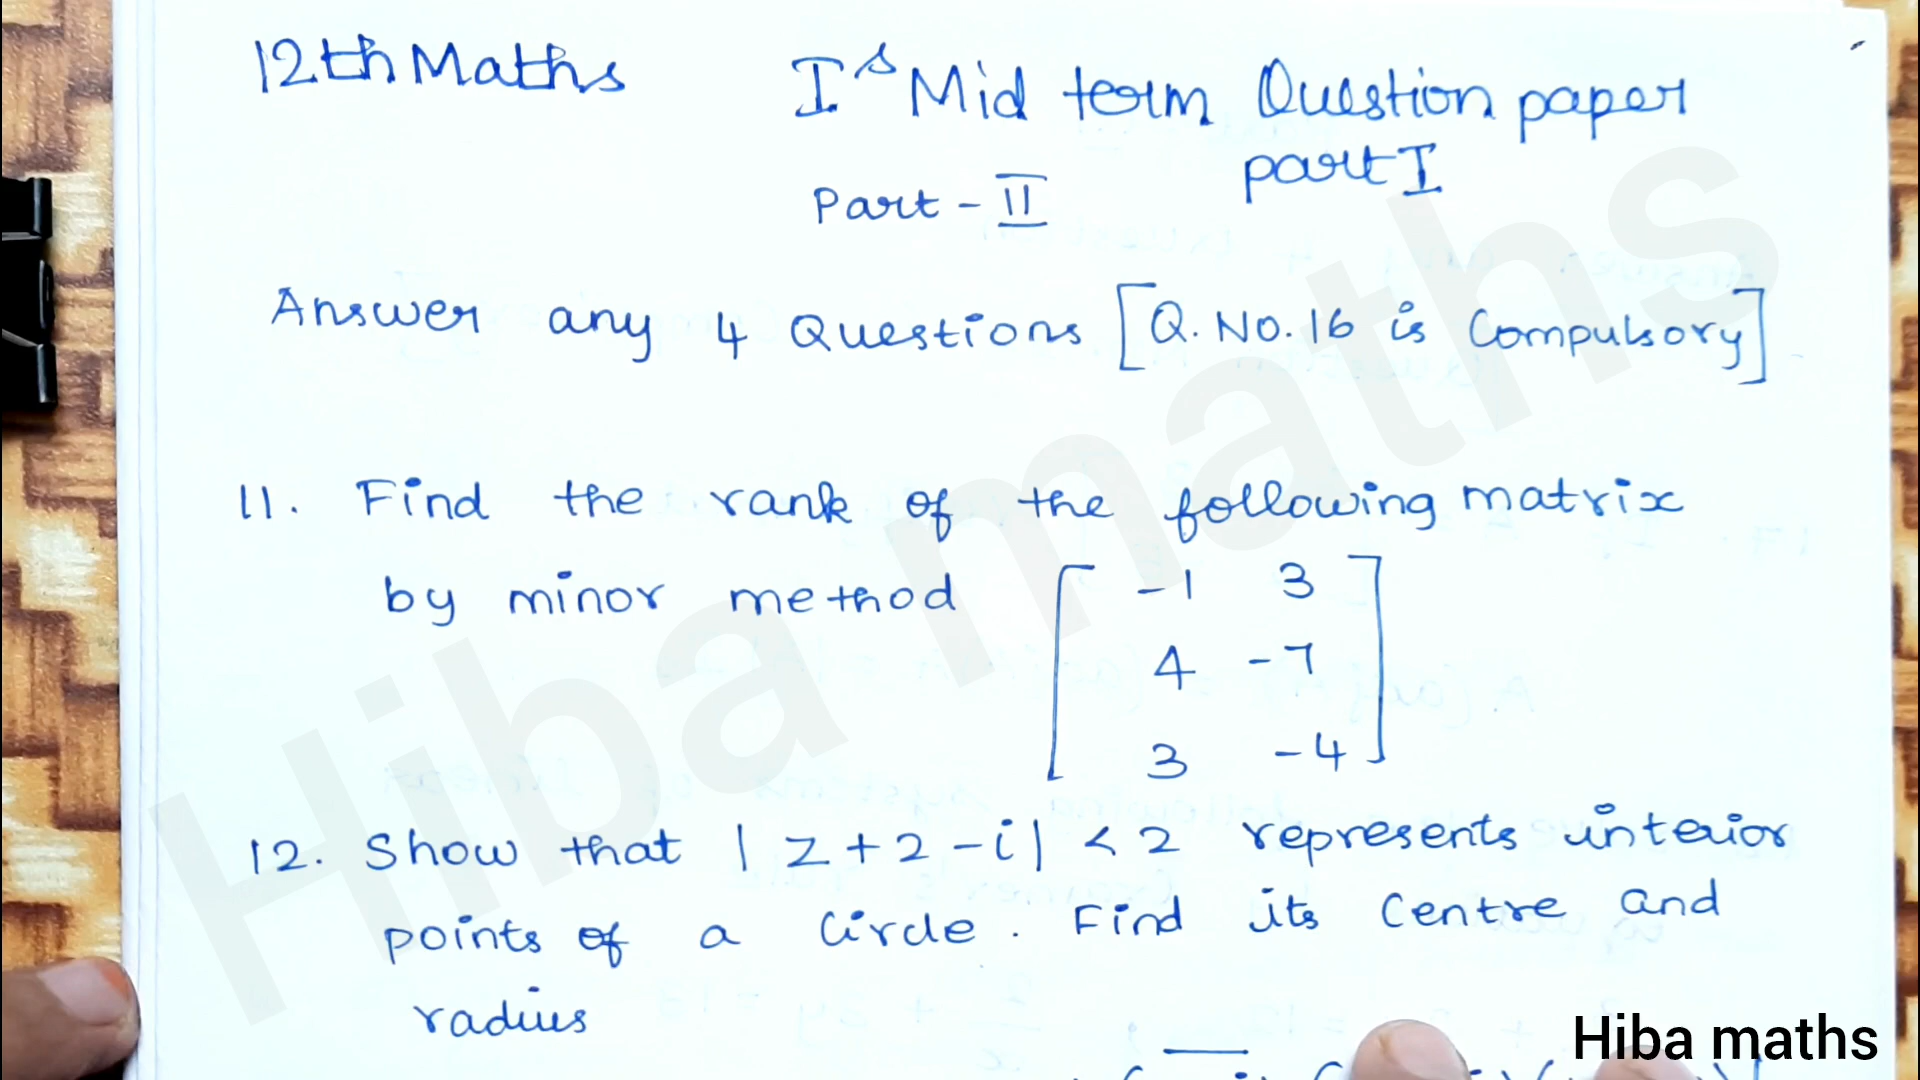 12th Maths I s Mid term Question paper
part I
Part - II
Answer any 4 Questions [Q. No. 16 is Compulsory]
11. Find the rank of the following matrix
by minor method [ -1 3
4 -7
3 -4 ]
12. Show that |z+2-i| < 2 represents interior
points of a circle. Find its Centre and
radius
Hiba maths
Hiba maths